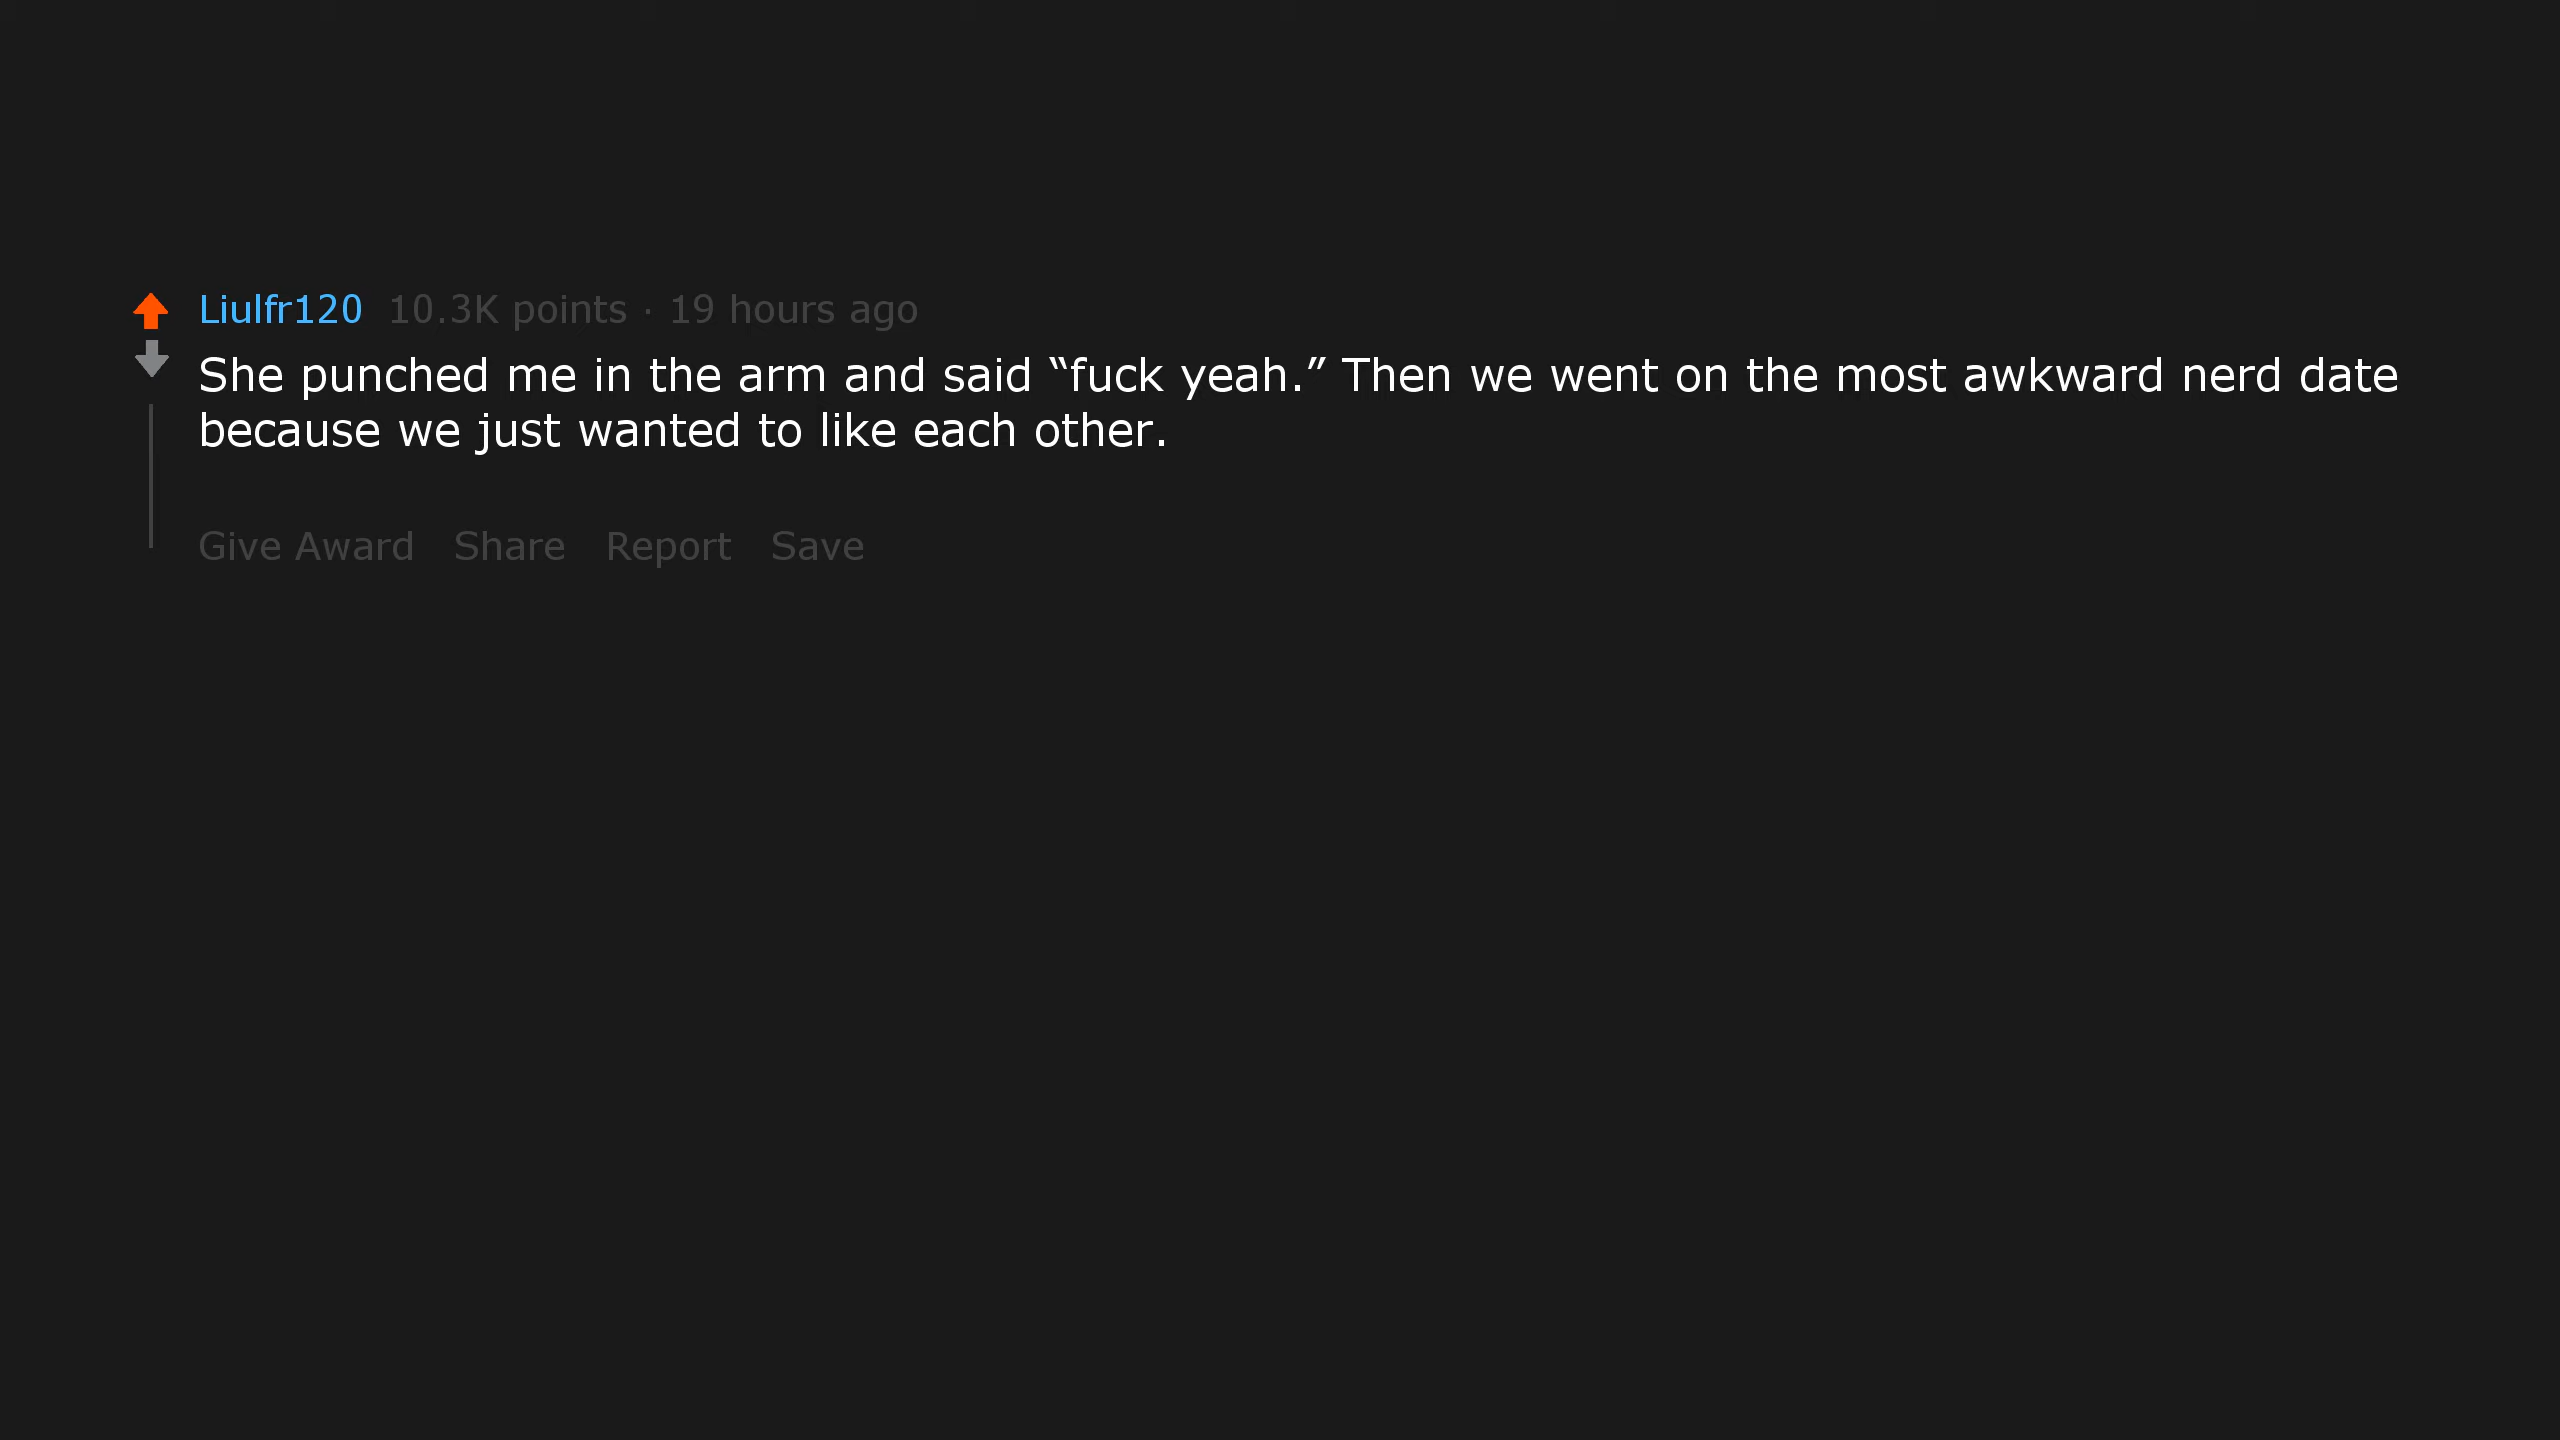 Liulfr120 10.3K points · 19 hours ago
She punched me in the arm and said “fuck yeah.” Then we went on the most awkward nerd date
because we just wanted to like each other.
Give Award Share Report Save